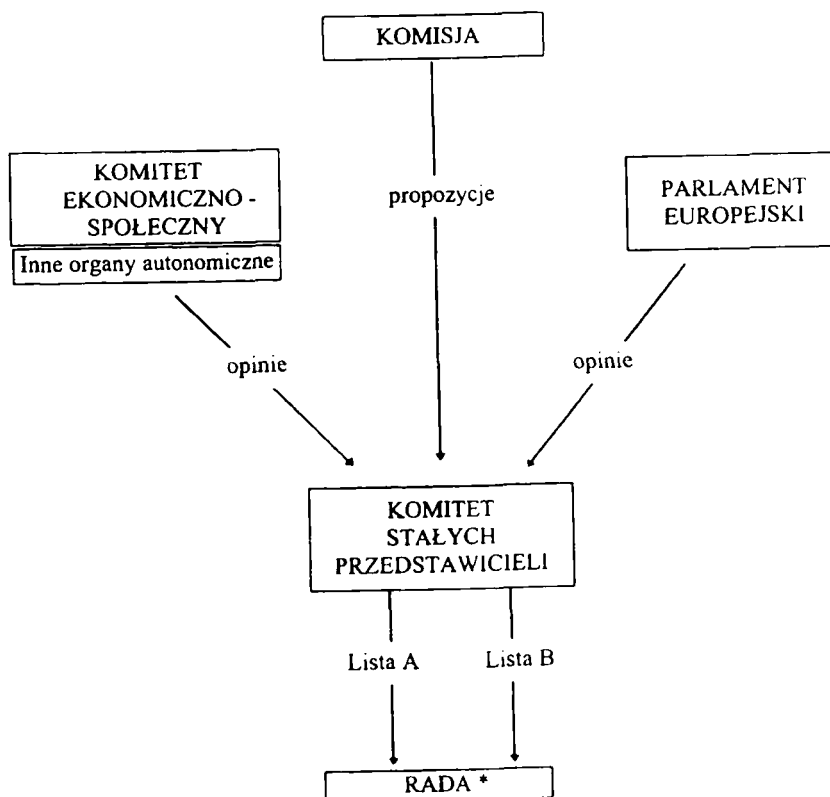 KOMISJA
KOMITET
EKONOMICZNO -
SPOŁECZNY
Inne organy autonomiczne
propozycje
PARLAMENT
EUROPEJSKI
opinie
opinie
KOMITET
STAŁYCH
PRZEDSTAWICIELI
Lista A
Lista B
RADA *